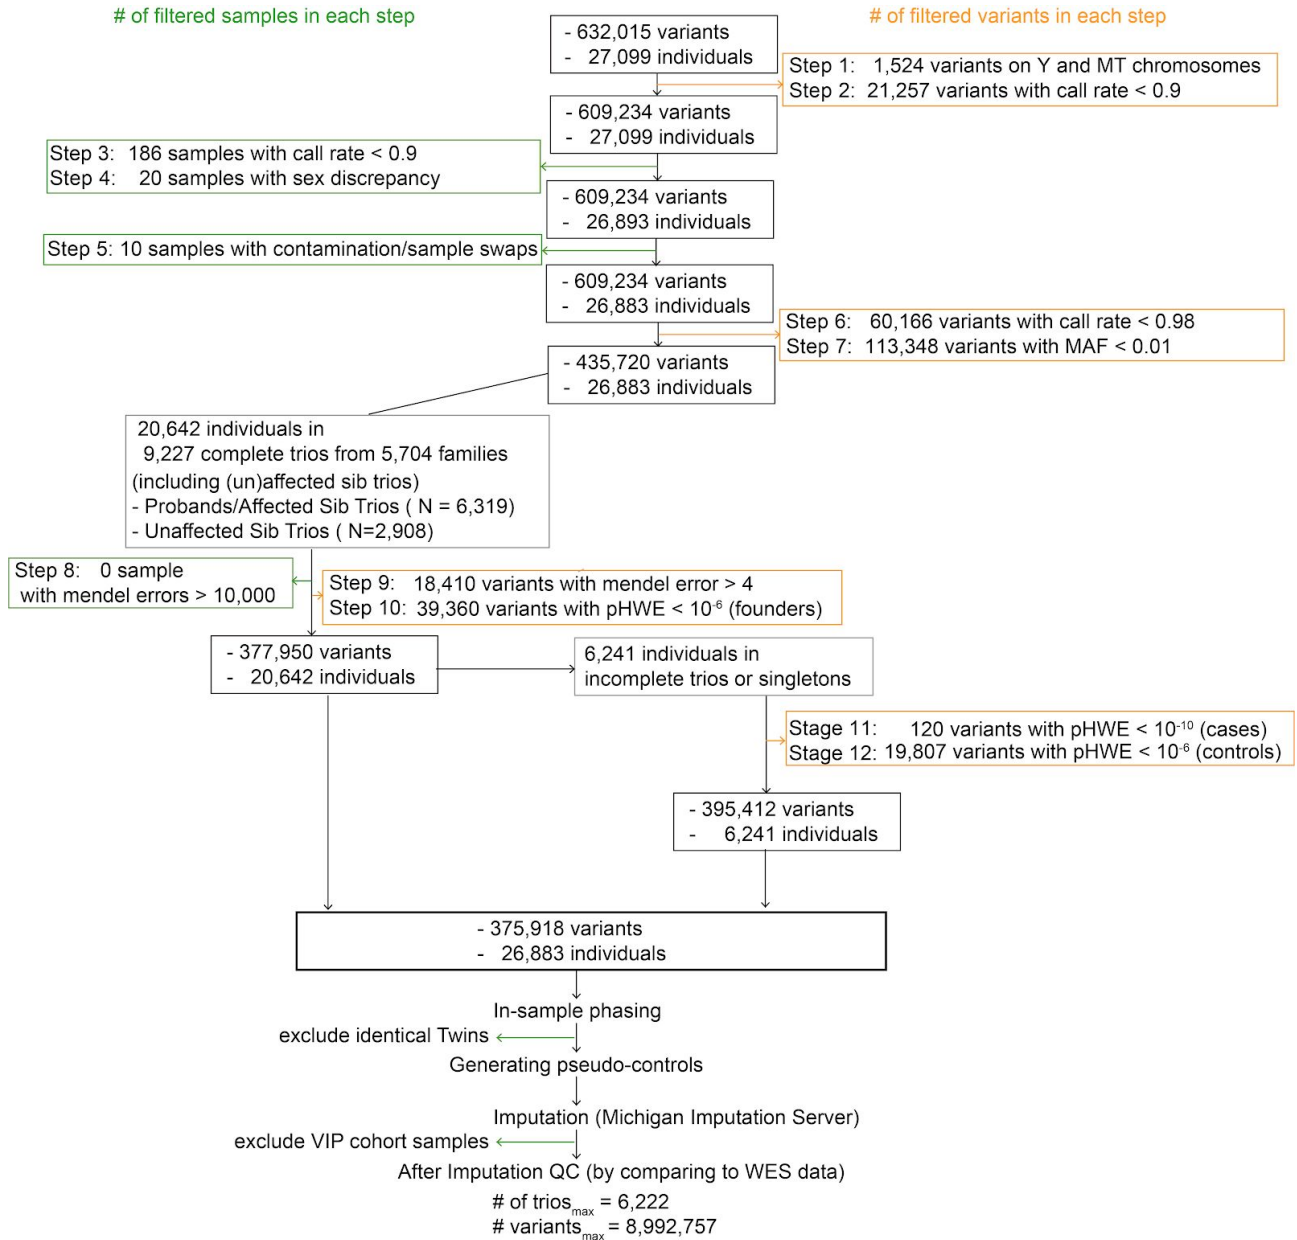 # of filtered samples in each step
# of filtered variants in each step
- 632,015 variants
- 27,099 individuals
Step 1: 1,524 variants on Y and MT chromosomes
Step 2: 21,257 variants with call rate < 0.9
- 609,234 variants
- 27,099 individuals
Step 3: 186 samples with call rate < 0.9
Step 4: 20 samples with sex discrepancy
- 609,234 variants
- 26,893 individuals
Step 5: 10 samples with contamination/sample swaps
- 609,234 variants
- 26,883 individuals
Step 6: 60,166 variants with call rate < 0.98
Step 7: 113,348 variants with MAF < 0.01
- 435,720 variants
- 26,883 individuals
20,642 individuals in
9,227 complete trios from 5,704 families
(including (un)affected sib trios)
- Probands/Affected Sib Trios ( N = 6,319)
- Unaffected Sib Trios ( N=2,908)
Step 8: 0 sample
with mendel errors > 10,000
Step 9: 18,410 variants with mendel error > 4
Step 10: 39,360 variants with pHWE < 10⁻⁶ (founders)
- 377,950 variants
- 20,642 individuals
6,241 individuals in
incomplete trios or singletons
Stage 11: 120 variants with pHWE < 10⁻¹⁰ (cases)
Stage 12: 19,807 variants with pHWE < 10⁻⁶ (controls)
- 395,412 variants
- 6,241 individuals
- 375,918 variants
- 26,883 individuals
In-sample phasing
exclude identical Twins
Generating pseudo-controls
Imputation (Michigan Imputation Server)
exclude VIP cohort samples
After Imputation QC (by comparing to WES data)
# of trios max = 6,222
# variants max = 8,992,757